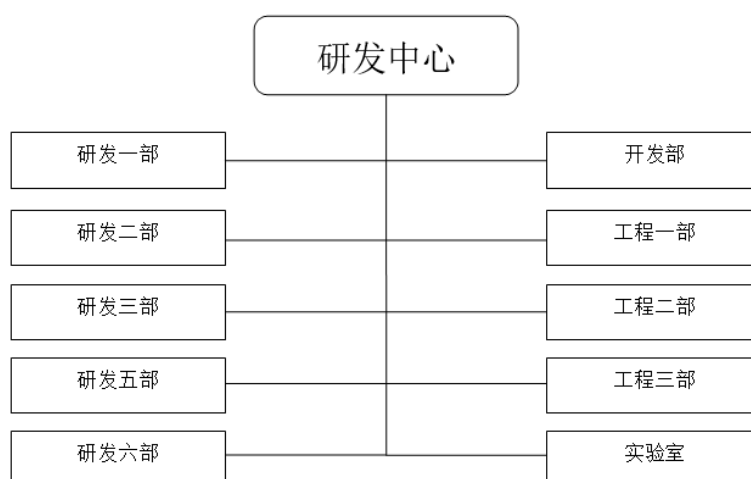 研发中心
研发一部
开发部
研发二部
工程一部
研发三部
工程二部
研发五部
工程三部
研发六部
实验室